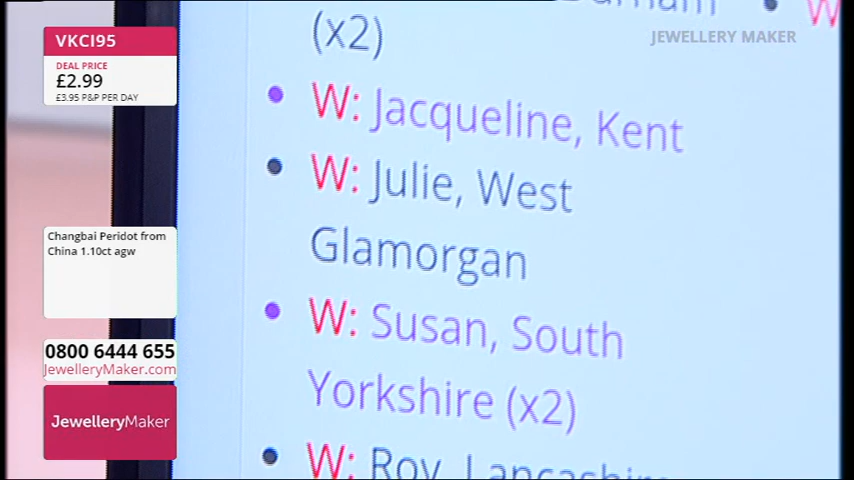 VKCI95
DEAL PRICE
£2.99
£3.95 P&P PER DAY
Changbai Peridot from
China 1.10ct agw
0800 6444 655
JewelleryMaker.com
JewelleryMaker
JEWELLERY MAKER
(x2)
• W: Jacqueline, Kent
• W: Julie, West
Glamorgan
• W: Susan, South
Yorkshire (x2)
• W: Roy, Lancashire